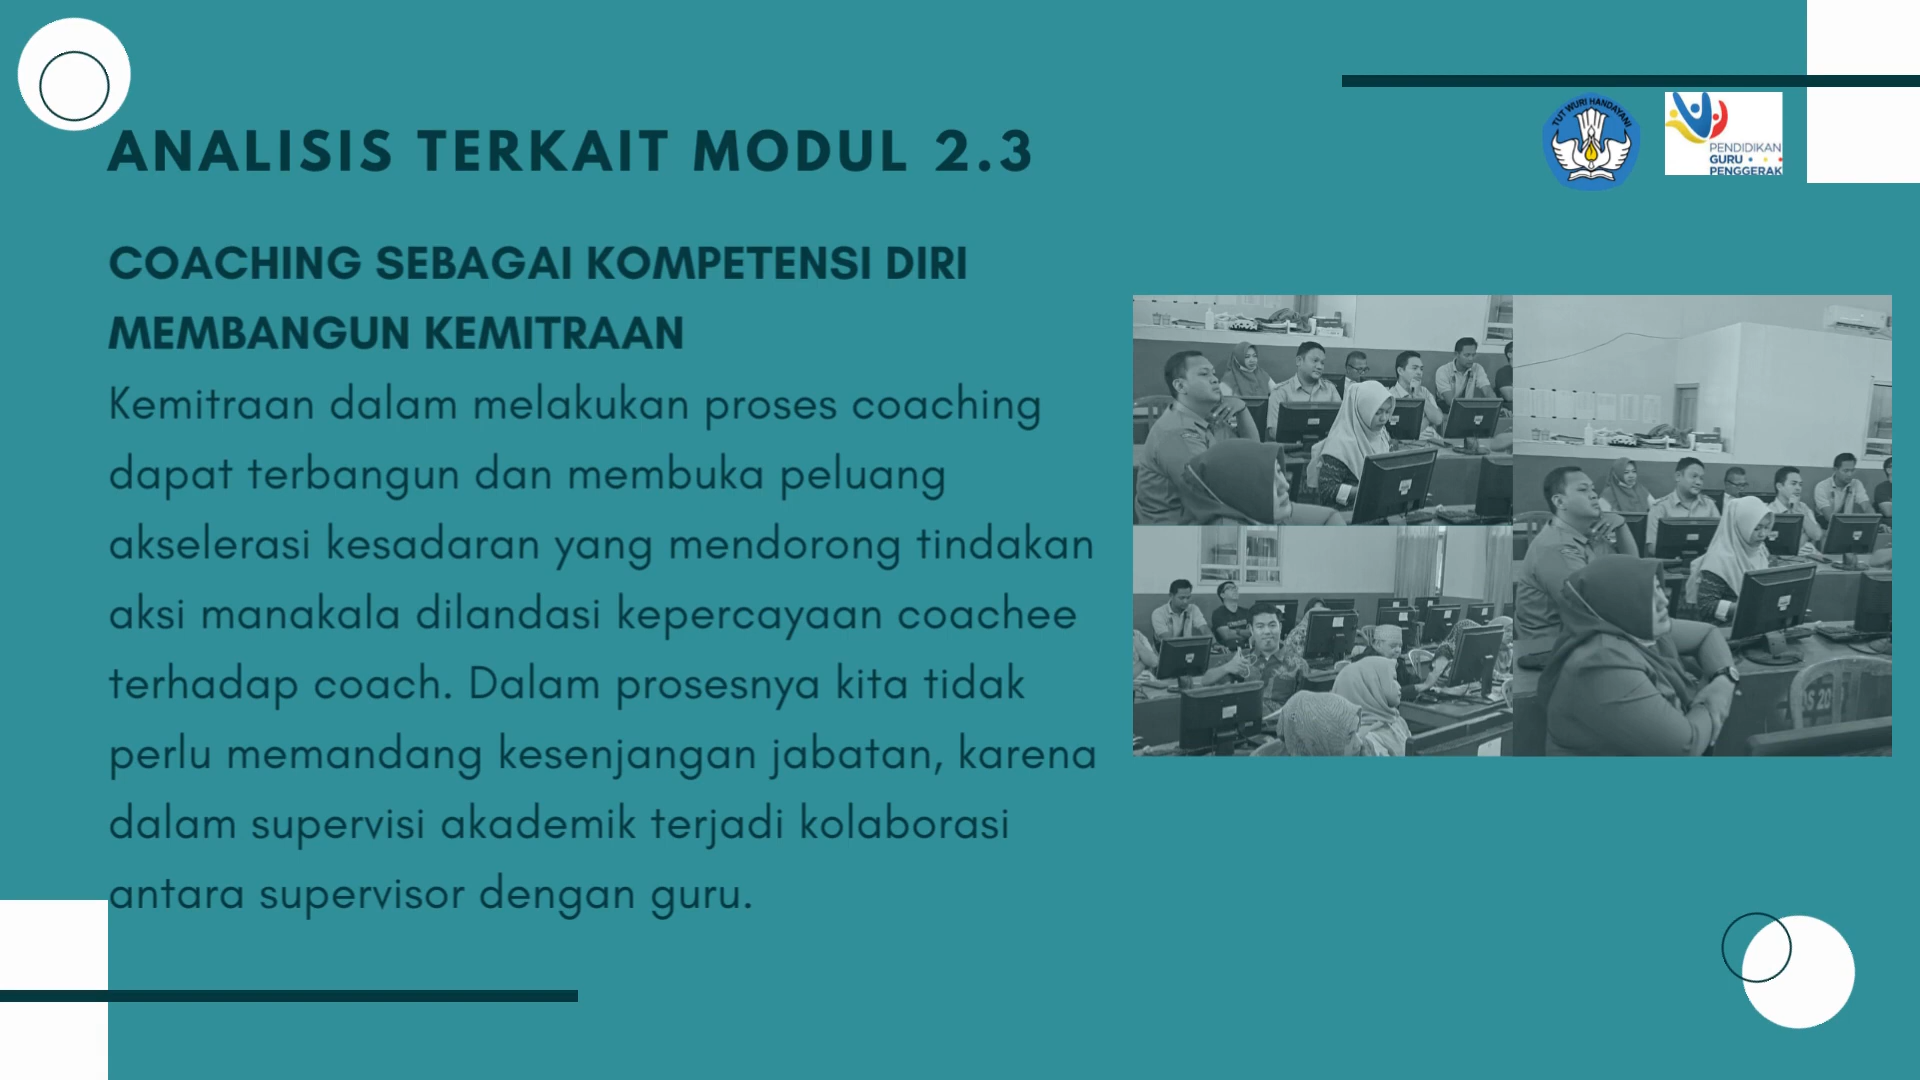 ANALISIS TERKAIT MODUL 2.3
TUT WURI HANDAYANI
PENDIDIKAN
GURU
PENGGERAK
COACHING SEBAGAI KOMPETENSI DIRI
MEMBANGUN KEMITRAAN
Kemitraan dalam melakukan proses coaching
dapat terbangun dan membuka peluang
akselerasi kesadaran yang mendorong tindakan
aksi manakala dilandasi kepercayaan coachee
terhadap coach. Dalam prosesnya kita tidak
perlu memandang kesenjangan jabatan, karena
dalam supervisi akademik terjadi kolaborasi
antara supervisor dengan guru.